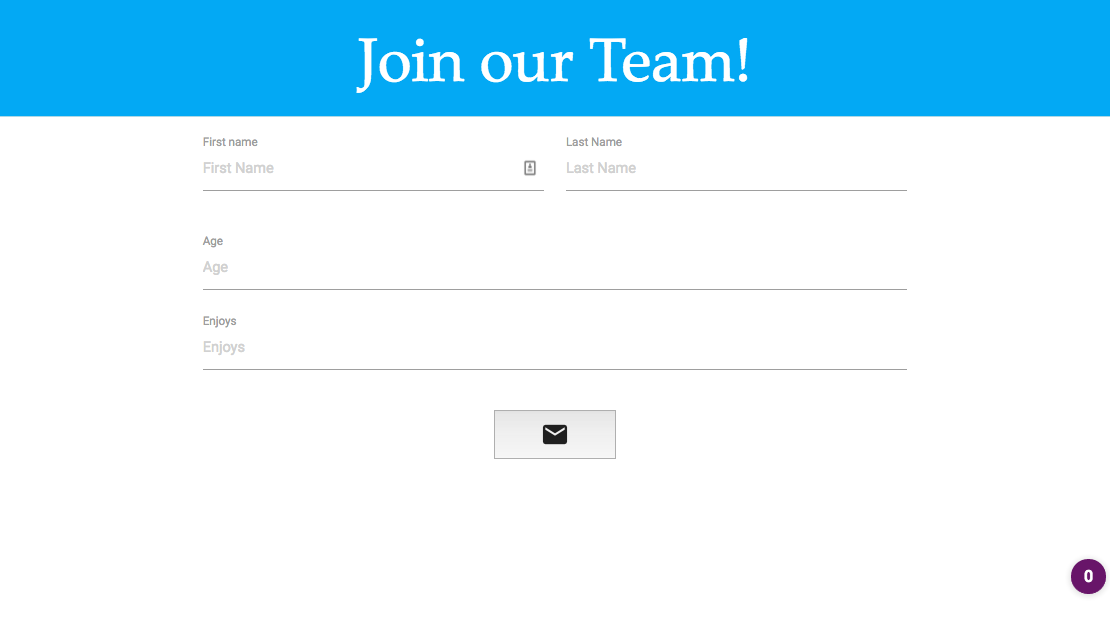 Join our Team!
First name
Last Name
First Name
Last Name
Age
Age
Enjoys
Enjoys
0